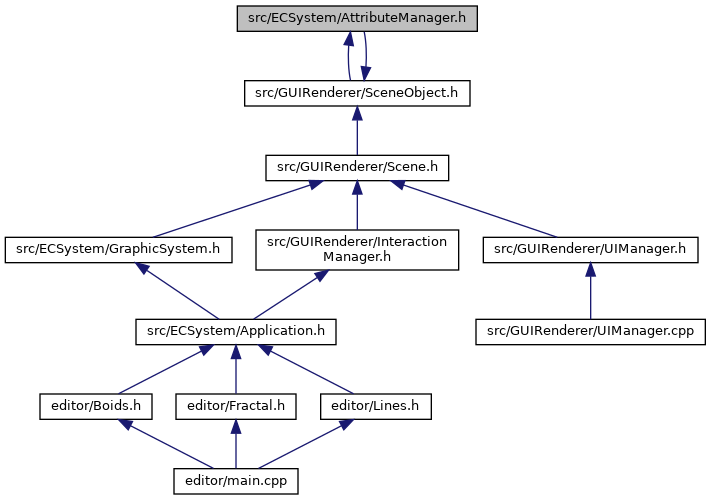 src/ECSystem/AttributeManager.h
src/GUIRenderer/SceneObject.h
src/GUIRenderer/Scene.h
src/ECSystem/GraphicSystem.h
src/GUIRenderer/Interaction
Manager.h
src/GUIRenderer/UIManager.h
src/ECSystem/Application.h
src/GUIRenderer/UIManager.cpp
editor/Boids.h
editor/Fractal.h
editor/Lines.h
editor/main.cpp